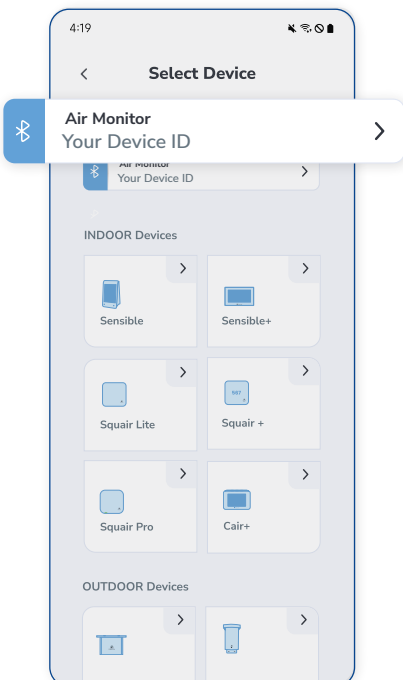 4:19
Select Device
Air Monitor
Your Device ID
Air Monitor
Your Device ID
INDOOR Devices
Sensible
Sensible+
Squair Lite
Squair +
Squair Pro
Cair+
OUTDOOR Devices